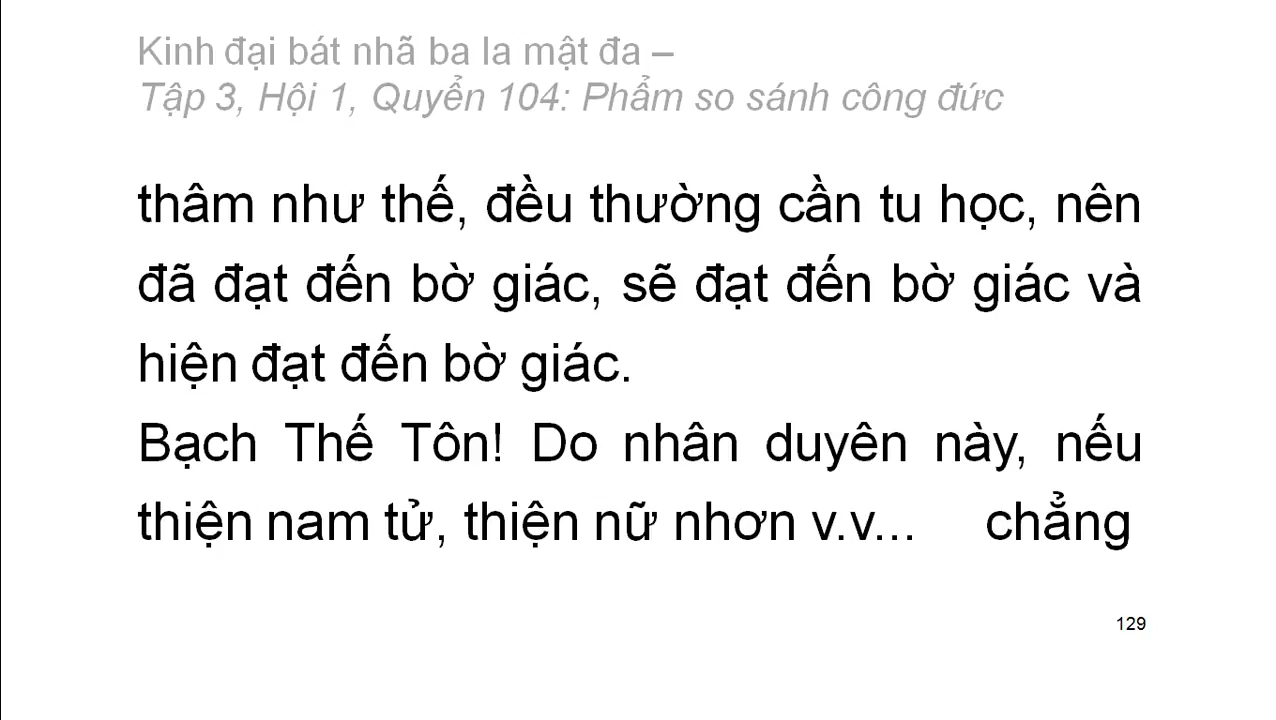 Kinh đại bát nhã ba la mật đa –
Tập 3, Hội 1, Quyển 104: Phẩm so sánh công đức
thâm như thế, đều thường cần tu học, nên
đã đạt đến bờ giác, sẽ đạt đến bờ giác và
hiện đạt đến bờ giác.
Bạch Thế Tôn! Do nhân duyên này, nếu
thiện nam tử, thiện nữ nhơn v.v... chẳng
129